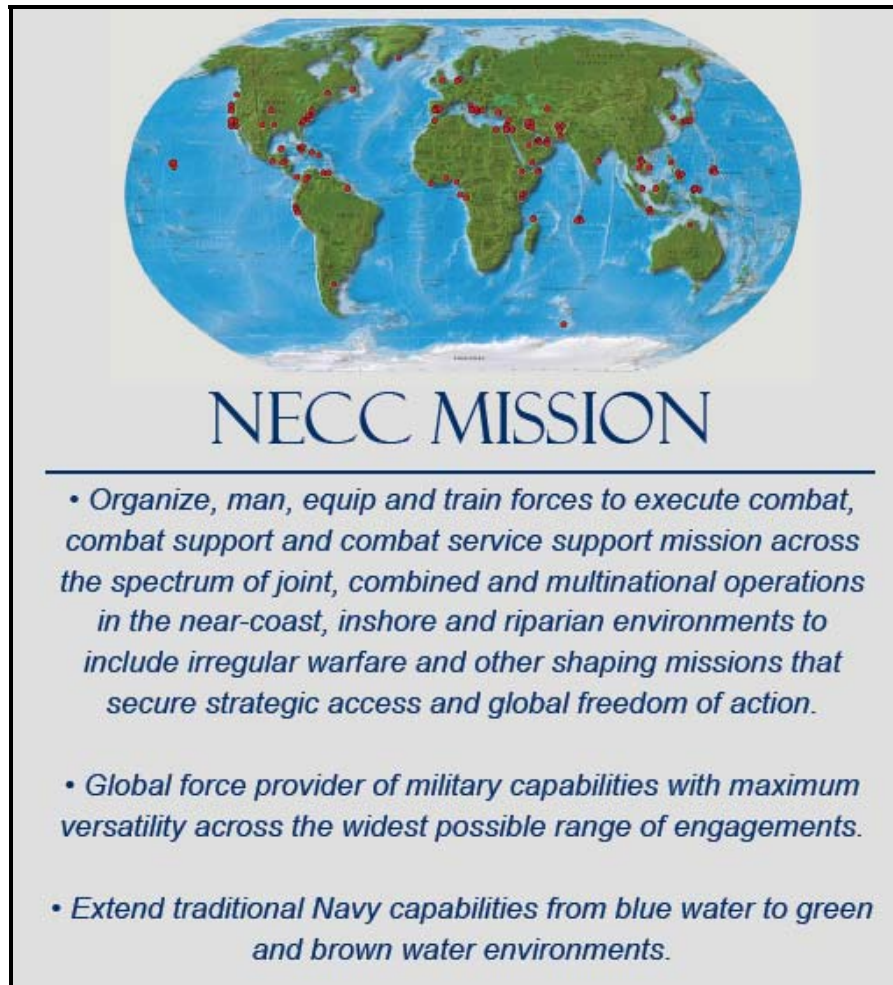 NECC MISSION
• Organize, man, equip and train forces to execute combat,
combat support and combat service support mission across
the spectrum of joint, combined and multinational operations
in the near-coast, inshore and riparian environments to
include irregular warfare and other shaping missions that
secure strategic access and global freedom of action.
• Global force provider of military capabilities with maximum
versatility across the widest possible range of engagements.
• Extend traditional Navy capabilities from blue water to green
and brown water environments.